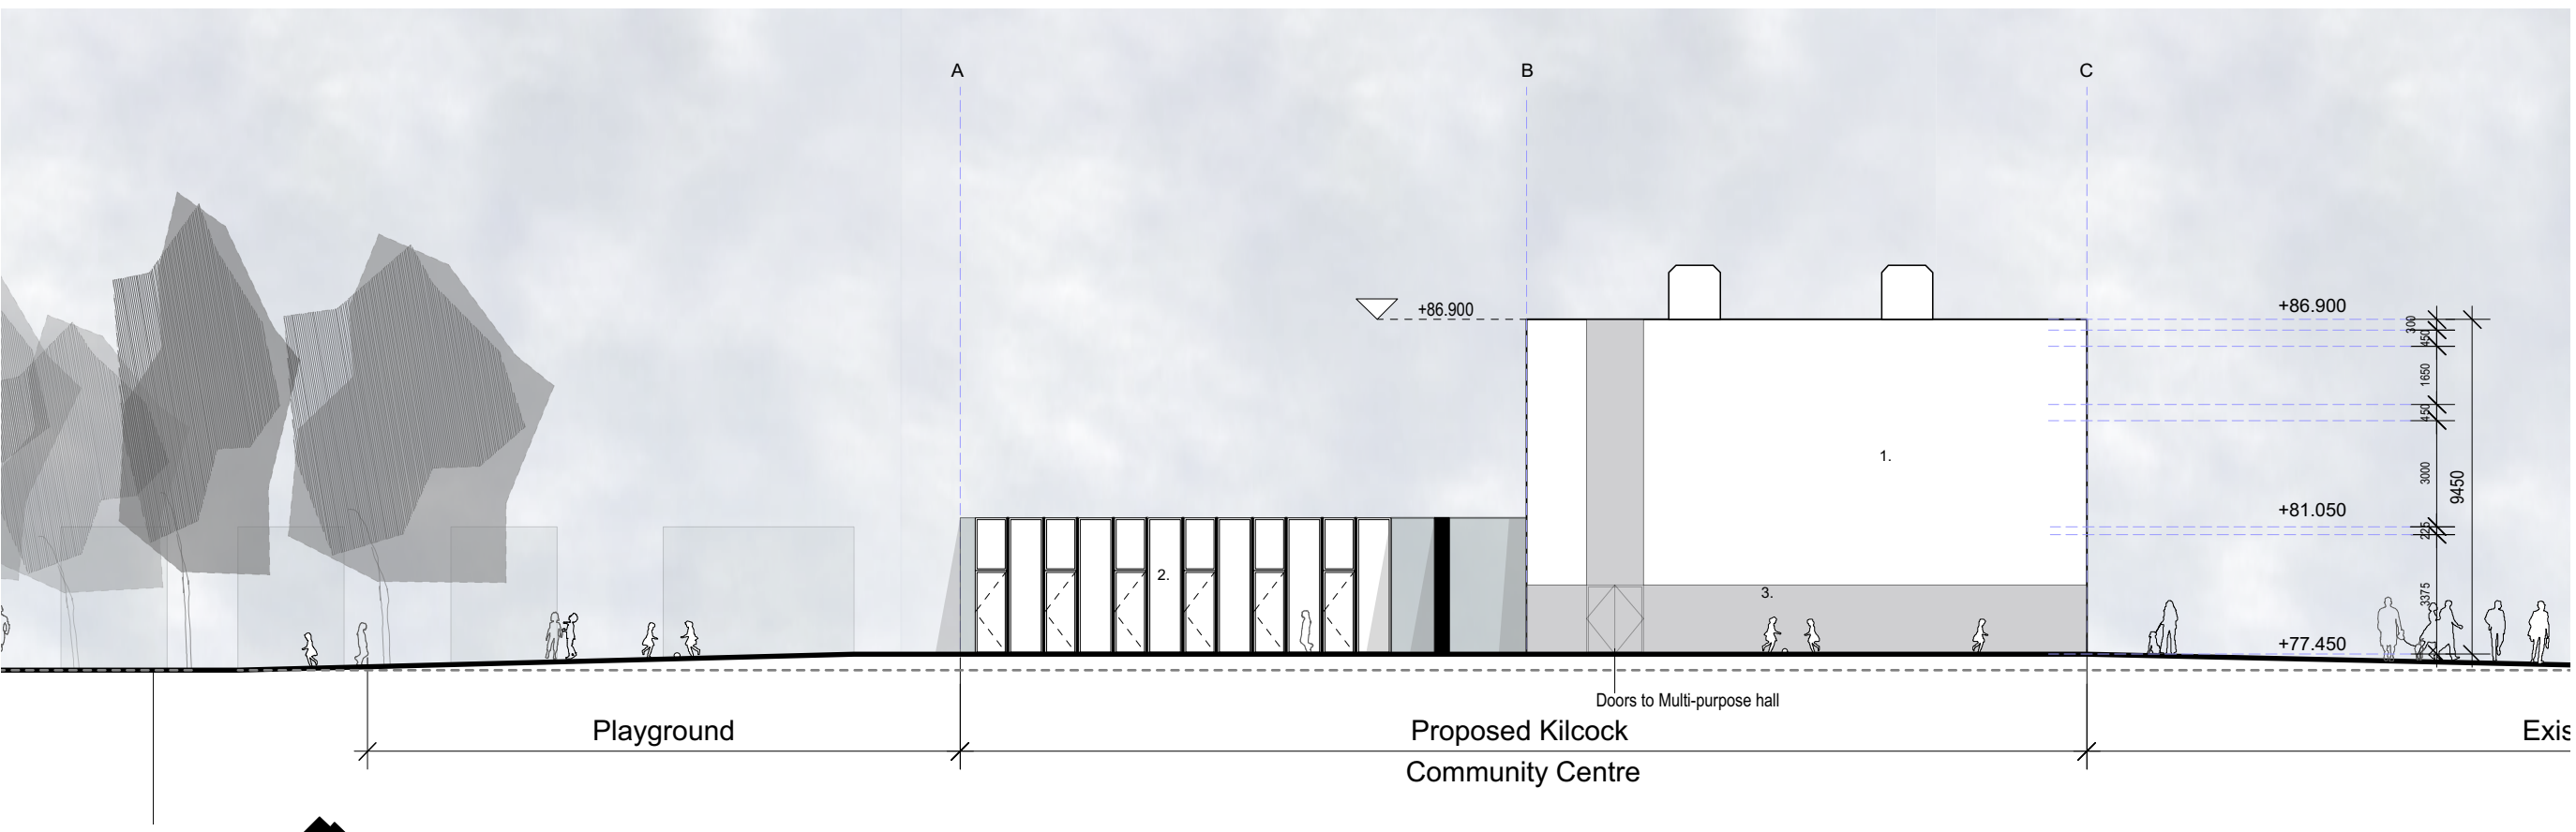 A
B
C
+86.900
+86.900
300
450
1650
1.
450
3000
9450
+81.050
225
2.
3.
3375
+77.450
Doors to Multi-purpose hall
Playground
Proposed Kilcock
Exis
Community Centre